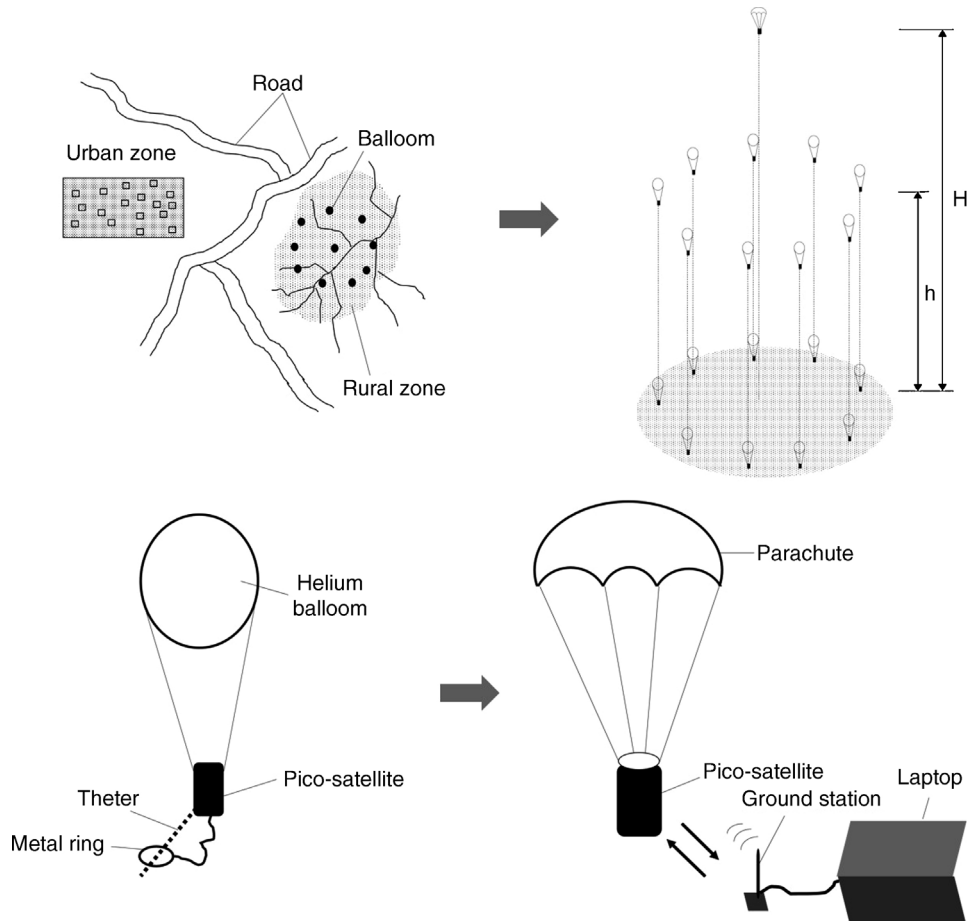 Road
Balloom
Urban zone
Rural zone
H
h
Helium
balloom
Pico-satellite
Theter
Metal ring
Parachute
Pico-satellite
Ground station
Laptop